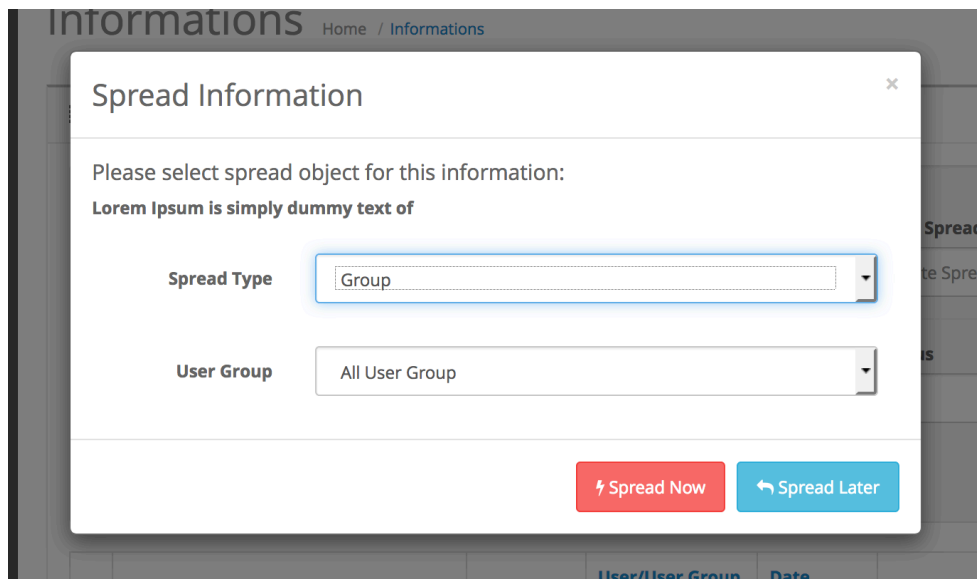 Informations Home / Informations
Spread Information ×
Please select spread object for this information:
Lorem Ipsum is simply dummy text of
Spread
Spread Type Group
User Group All User Group
Spread Now Spread Later
User/User Group Date